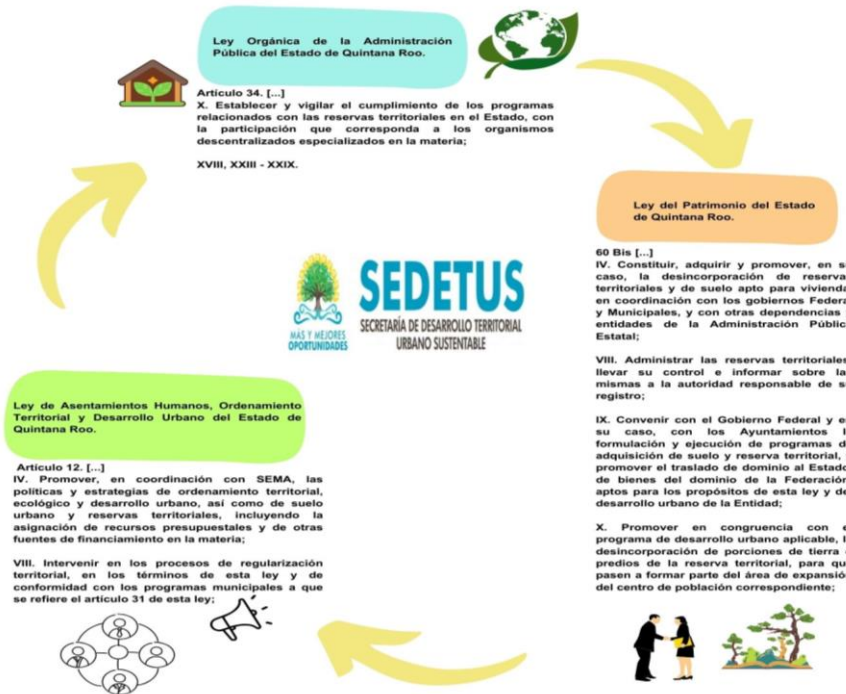 Ley Orgánica de la Administración
Pública del Estado de Quintana Roo.
Artículo 34. [...]
X. Establecer y vigilar el cumplimiento de los programas
relacionados con las reservas territoriales en el Estado, con
la participación que corresponda a los organismos
descentralizados especializados en la materia;
XVIII, XXIII - XXIX.
Ley del Patrimonio del Estado
de Quintana Roo.
60 Bis [...]
IV. Constituir, adquirir y promover, en s
caso, la desincorporación de reserva
territoriales y de suelo apto para vivienda
en coordinación con los gobiernos Federa
y Municipales, y con otras dependencias
entidades de la Administración Públic
Estatal;
VIII. Administrar las reservas territoriales
llevar su control e informar sobre la
mismas a la autoridad responsable de s
registro;
IX. Convenir con el Gobierno Federal y e
su caso, con los Ayuntamientos l
formulación y ejecución de programas d
adquisición de suelo y reserva territorial,
promover el traslado de dominio al Estado
de bienes del dominio de la Federación
aptos para los propósitos de esta ley y de
desarrollo urbano de la Entidad;
X. Promover en congruencia con e
programa de desarrollo urbano aplicable, l
desincorporación de porciones de tierra
predios de la reserva territorial, para qu
pasen a formar parte del área de expansió
del centro de población correspondiente;
MÁS Y MEJORES
OPORTUNIDADES
SEDETUS
SECRETARÍA DE DESARROLLO TERRITORIAL
URBANO SUSTENTABLE
Ley de Asentamientos Humanos, Ordenamiento
Territorial y Desarrollo Urbano del Estado de
Quintana Roo.
Artículo 12. [...]
IV. Promover, en coordinación con SEMA, las
políticas y estrategias de ordenamiento territorial,
ecológico y desarrollo urbano, así como de suelo
urbano y reservas territoriales, incluyendo la
asignación de recursos presupuestales y de otras
fuentes de financiamiento en la materia;
VIII. Intervenir en los procesos de regularización
territorial, en los términos de esta ley y de
conformidad con los programas municipales a que
se refiere el artículo 31 de esta ley;